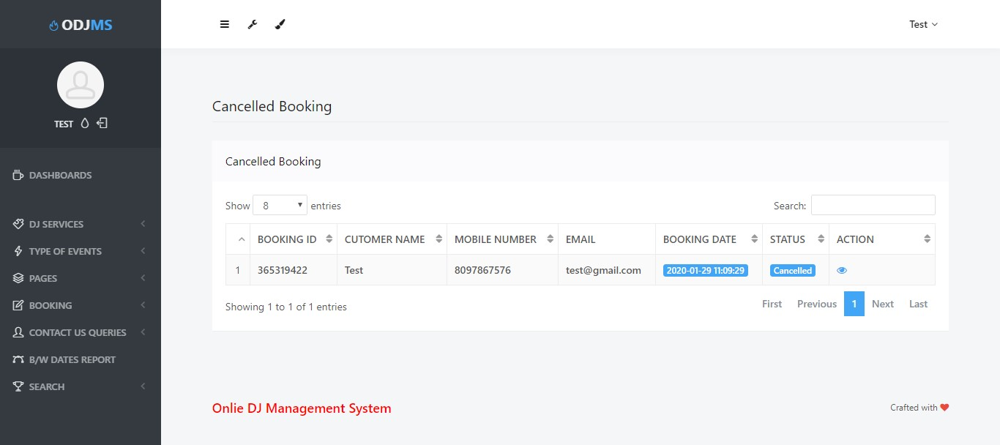 ODJMS
Test
TEST
DASHBOARDS
DJ SERVICES
TYPE OF EVENTS
PAGES
BOOKING
CONTACT US QUERIES
B/W DATES REPORT
SEARCH
Cancelled Booking
Cancelled Booking
Show 8 entries Search:
BOOKING ID CUTOMER NAME MOBILE NUMBER EMAIL BOOKING DATE STATUS ACTION
1 365319422 Test 8097867576 test@gmail.com 2020-01-29 11:09:29 Cancelled
Showing 1 to 1 of 1 entries First Previous 1 Next Last
Onlie DJ Management System Crafted with